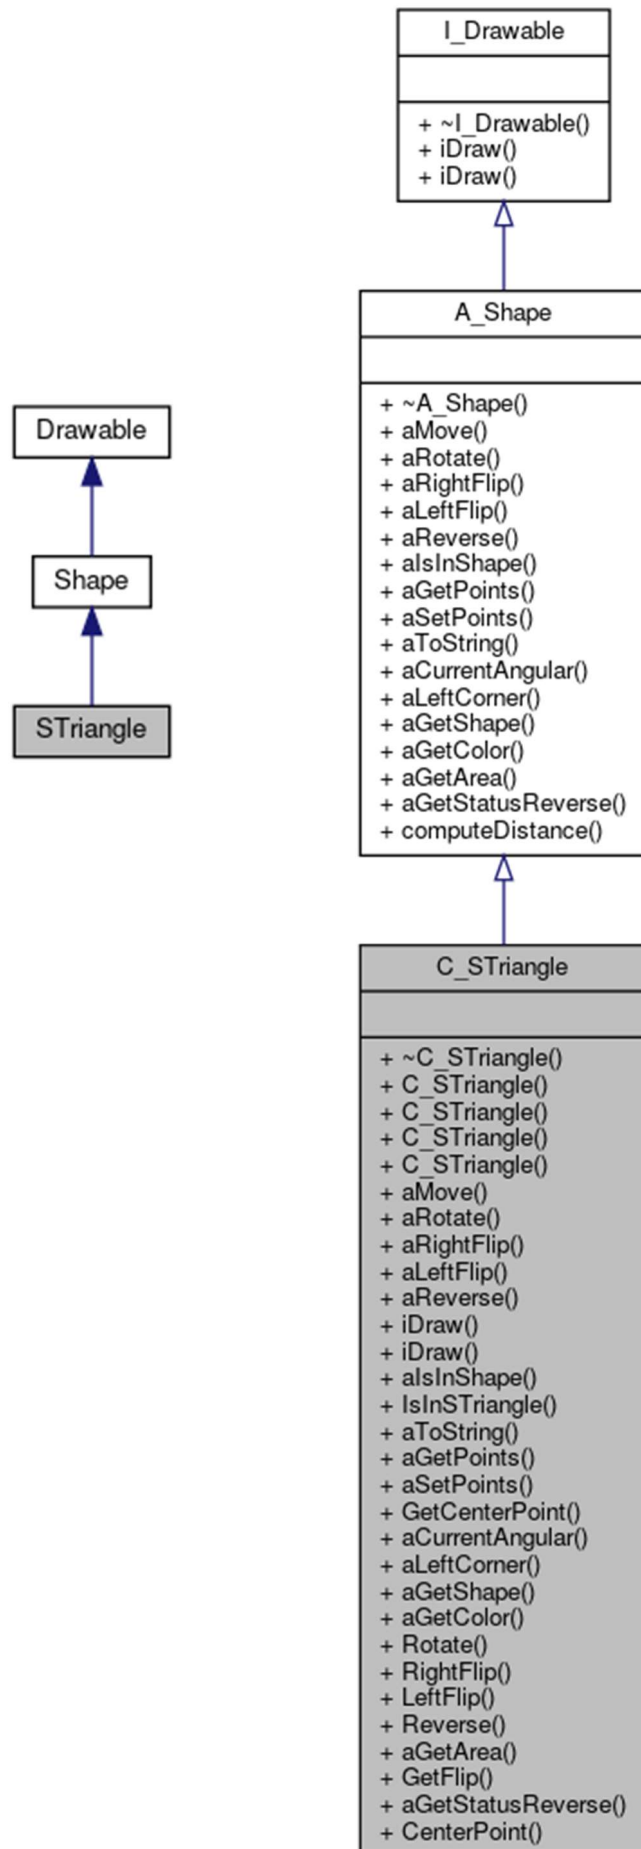 Drawable
Shape
STriangle
I_Drawable
+ ~I_Drawable()
+ iDraw()
+ iDraw()
A_Shape
+ ~A_Shape()
+ aMove()
+ aRotate()
+ aRightFlip()
+ aLeftFlip()
+ aReverse()
+ aIsInShape()
+ aGetPoints()
+ aSetPoints()
+ aToString()
+ aCurrentAngular()
+ aLeftCorner()
+ aGetShape()
+ aGetColor()
+ aGetArea()
+ aGetStatusReverse()
+ computeDistance()
C_STriangle
+ ~C_STriangle()
+ C_STriangle()
+ C_STriangle()
+ C_STriangle()
+ C_STriangle()
+ aMove()
+ aRotate()
+ aRightFlip()
+ aLeftFlip()
+ aReverse()
+ iDraw()
+ iDraw()
+ aIsInShape()
+ IsInSTriangle()
+ aToString()
+ aGetPoints()
+ aSetPoints()
+ GetCenterPoint()
+ aCurrentAngular()
+ aLeftCorner()
+ aGetShape()
+ aGetColor()
+ Rotate()
+ RightFlip()
+ LeftFlip()
+ Reverse()
+ aGetArea()
+ GetFlip()
+ aGetStatusReverse()
+ CenterPoint()